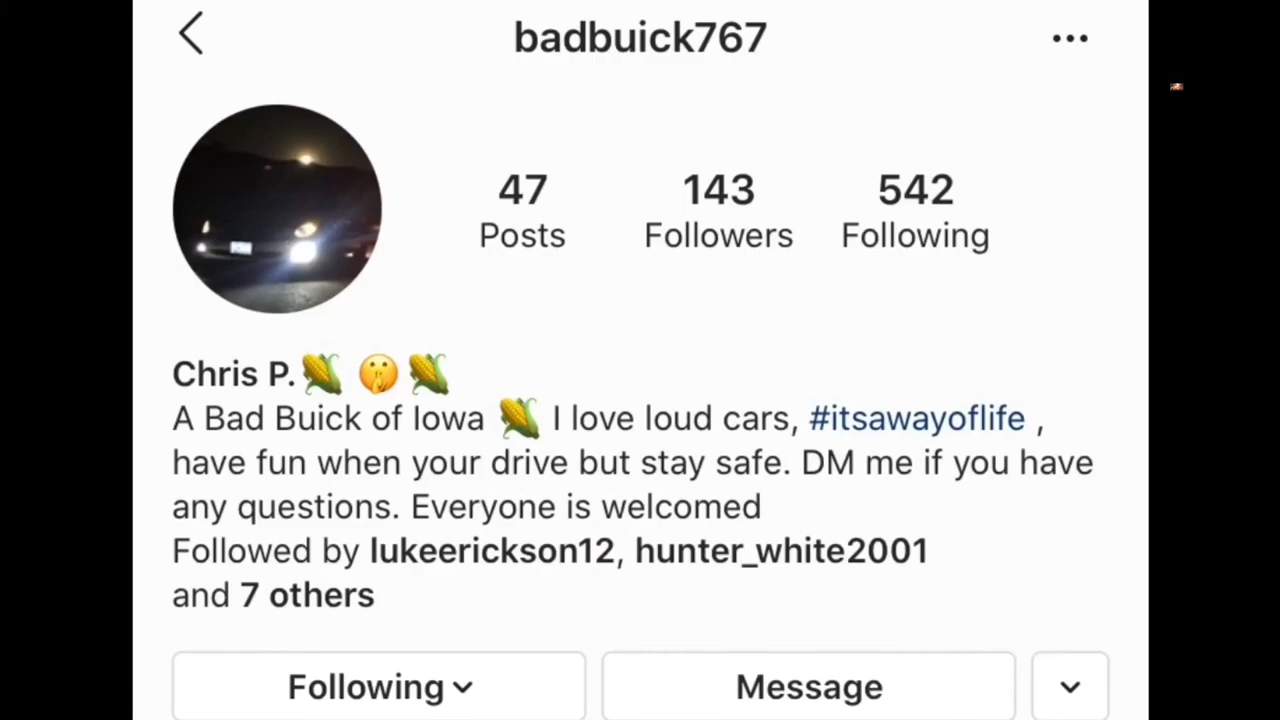 badbuick767
47 143 542
Posts Followers Following
Chris P.🌽 🤫 🌽
A Bad Buick of Iowa 🌽 I love loud cars, #itsawayoflife ,
have fun when your drive but stay safe. DM me if you have
any questions. Everyone is welcomed
Followed by lukeerickson12, hunter_white2001
and 7 others
Following Message